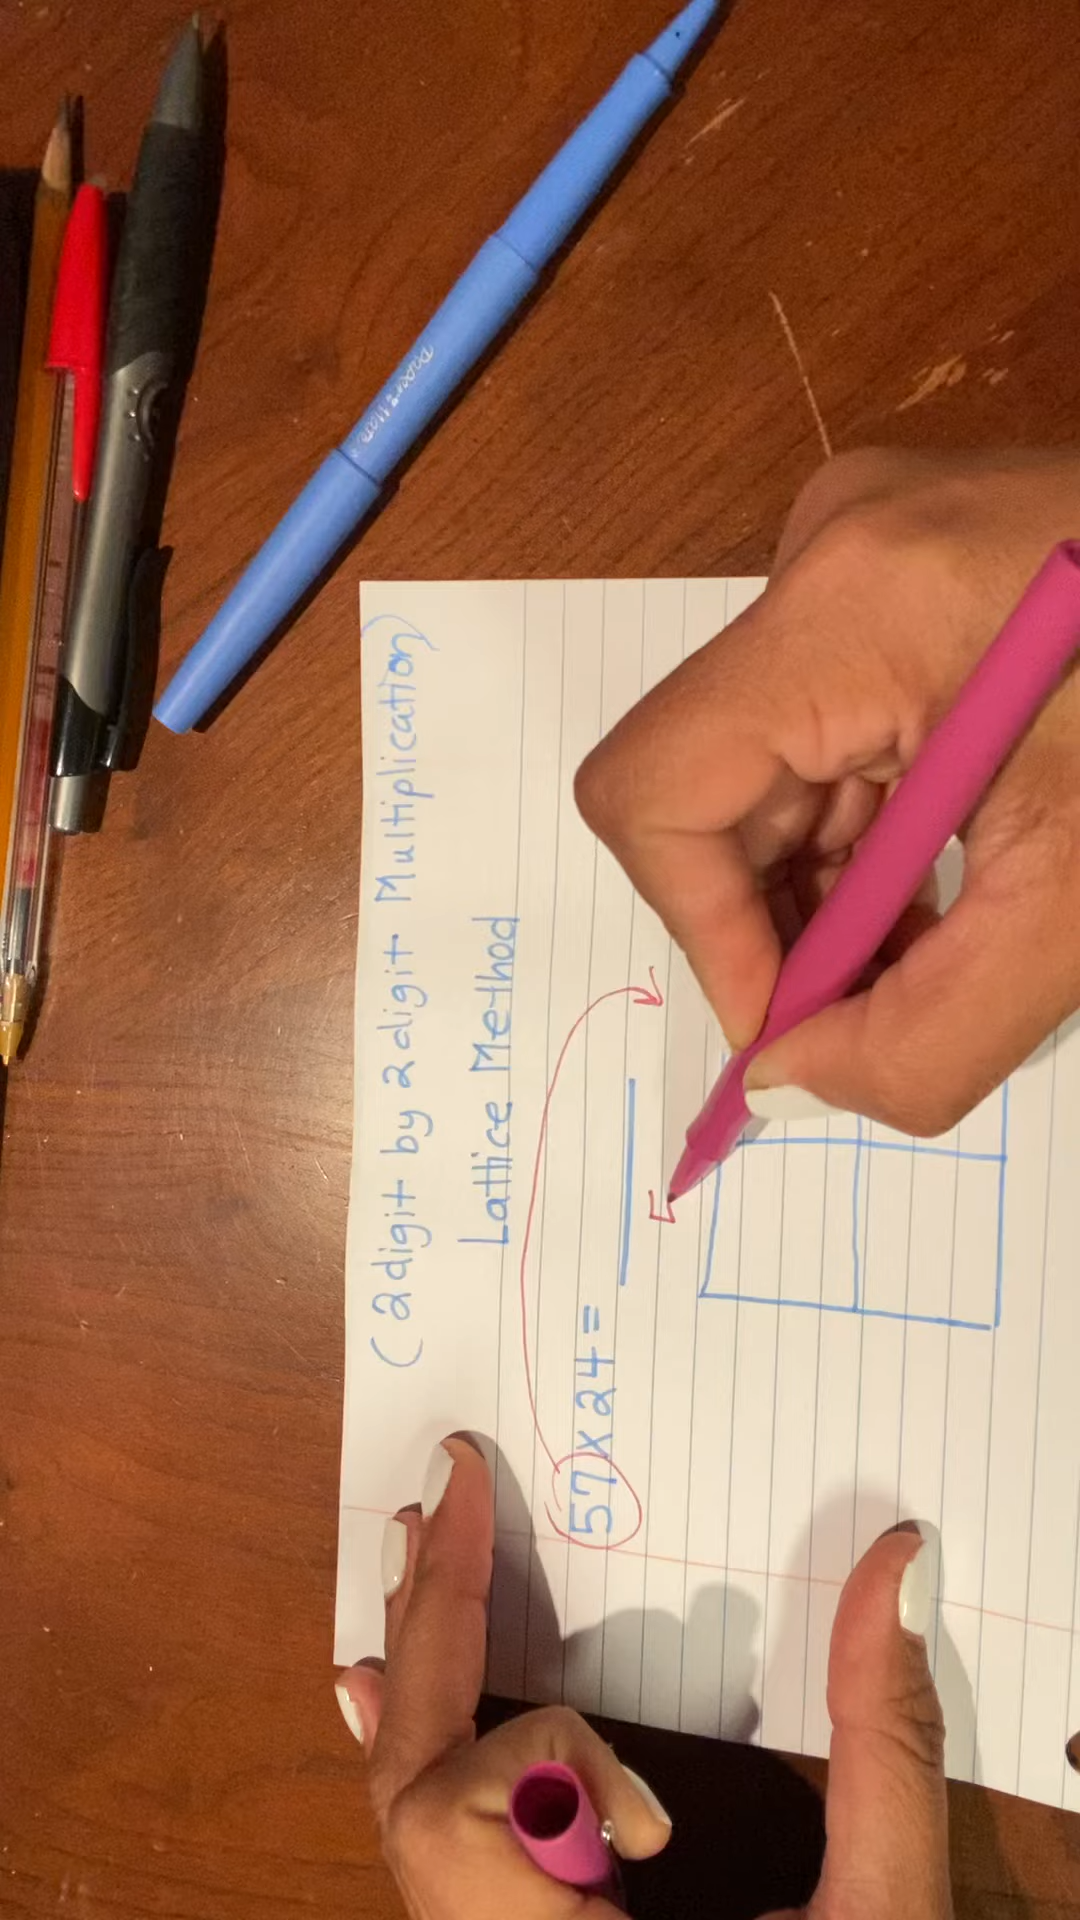 (2 digit by 2 digit Multiplication)
Lattice Method
57 x 24 =